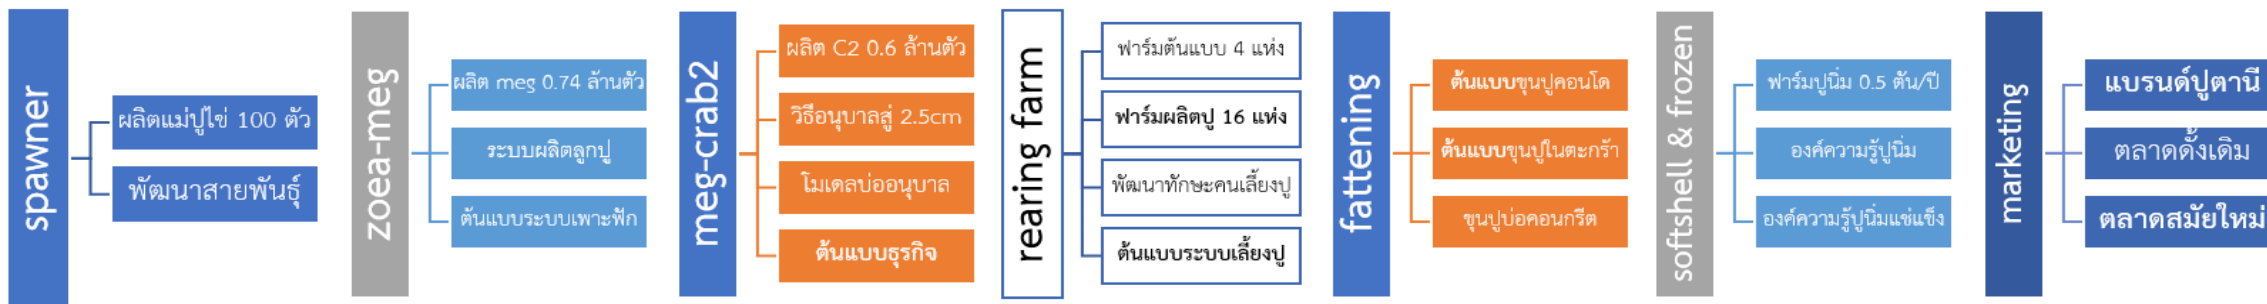 spawner
ผลิตแม่ปูไข่ 100 ตัว
พัฒนาสายพันธุ์
zoea-meg
ผลิต meg 0.74 ล้านตัว
ระบบผลิตลูกปู
ต้นแบบระบบเพาะฟัก
meg-crab2
ผลิต C2 0.6 ล้านตัว
วิธีอนุบาลสู่ 2.5cm
โมเดลบ่ออนุบาล
ต้นแบบธุรกิจ
rearing farm
ฟาร์มต้นแบบ 4 แห่ง
ฟาร์มผลิตปู 16 แห่ง
พัฒนาทักษะคนเลี้ยงปู
ต้นแบบระบบเลี้ยงปู
fattening
ต้นแบบขุนปูคอนโด
ต้นแบบขุนปูในตะกร้า
ขุนปูบ่อคอนกรีต
softshell & frozen
ฟาร์มปูนิ่ม 0.5 ตัน/ปี
องค์ความรู้ปูนิ่ม
องค์ความรู้ปูนิ่มแช่แข็ง
marketing
แบรนด์ปูตานี
ตลาดดั้งเดิม
ตลาดสมัยใหม่